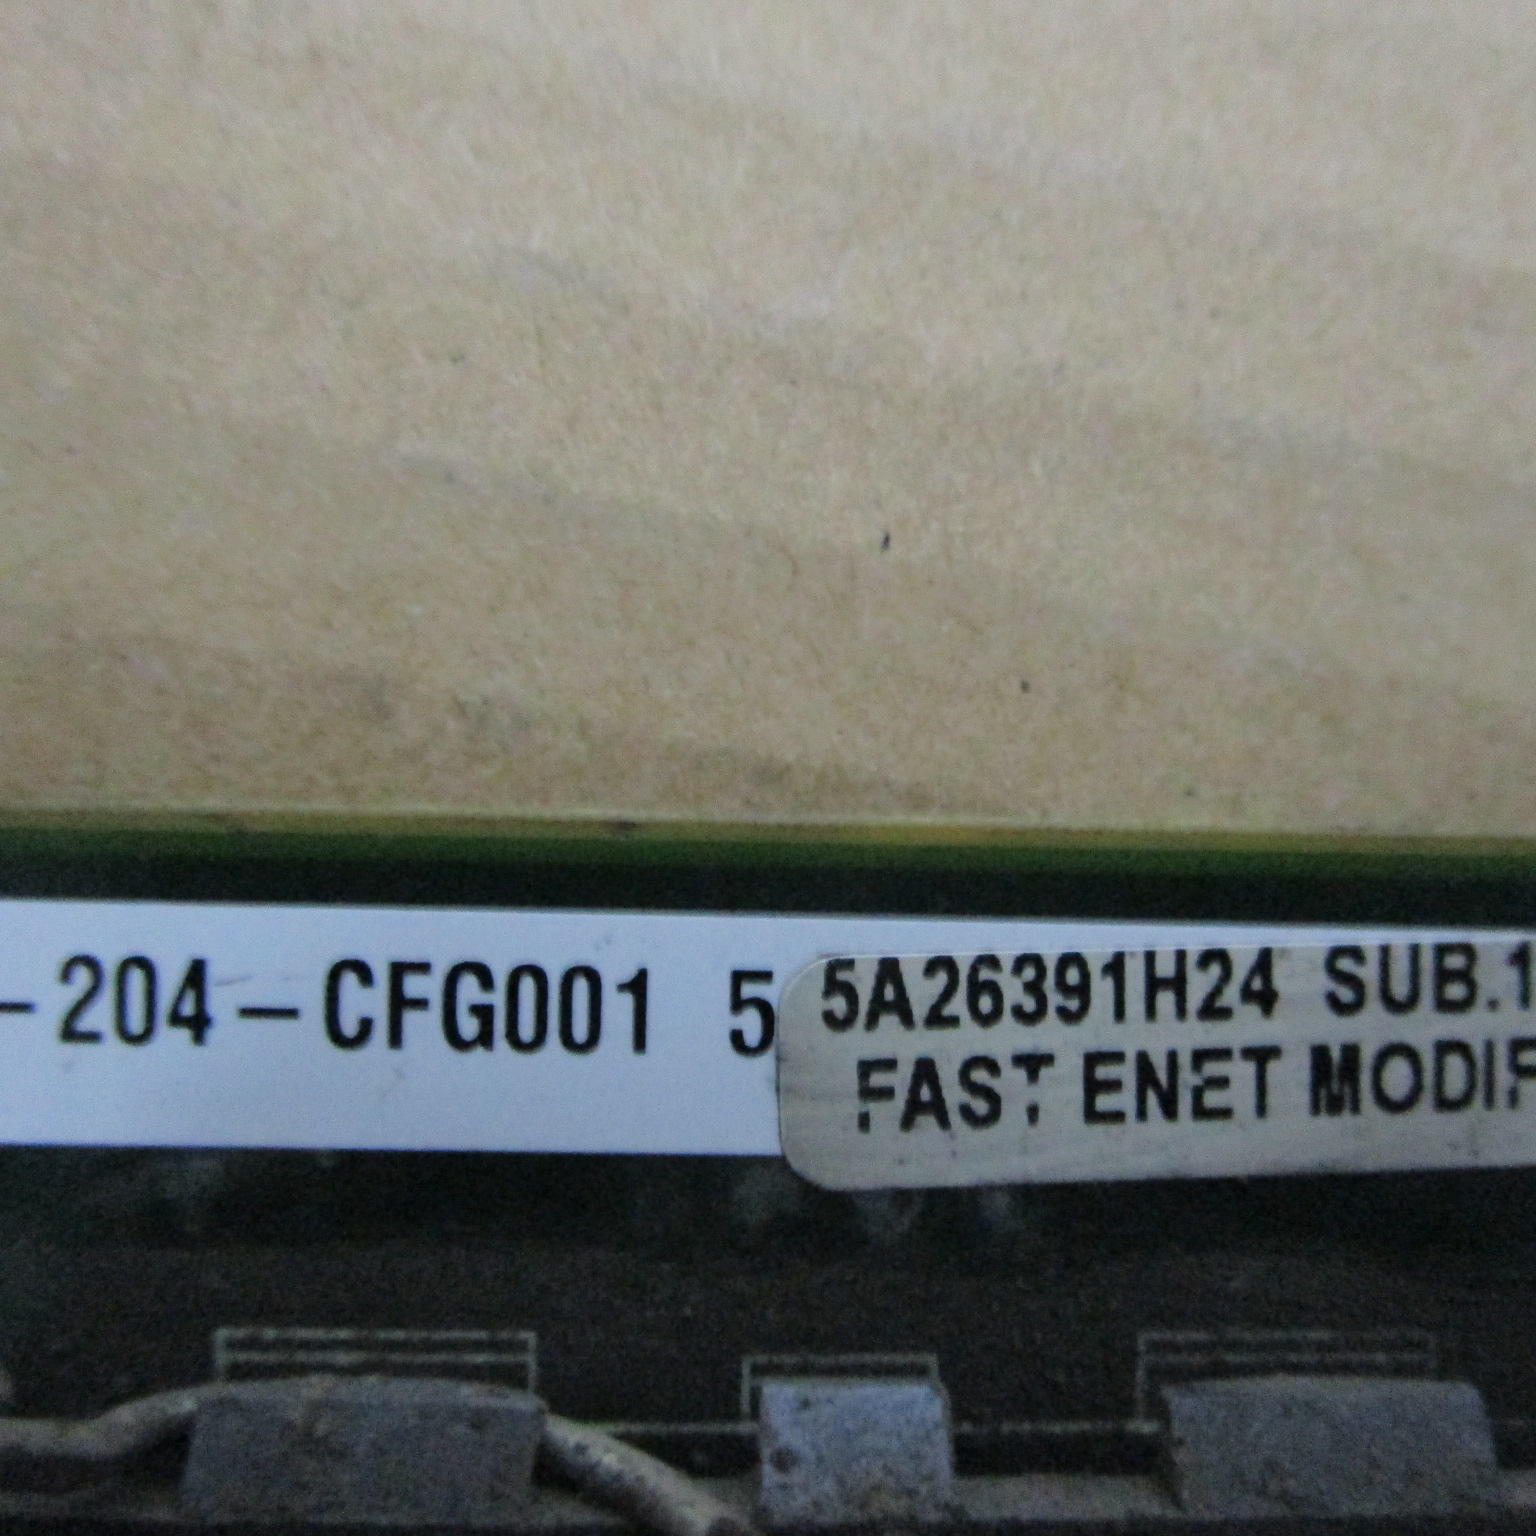 -204-CFG001 5
5A26391H24 SUB.1
FAST ENET MODIF